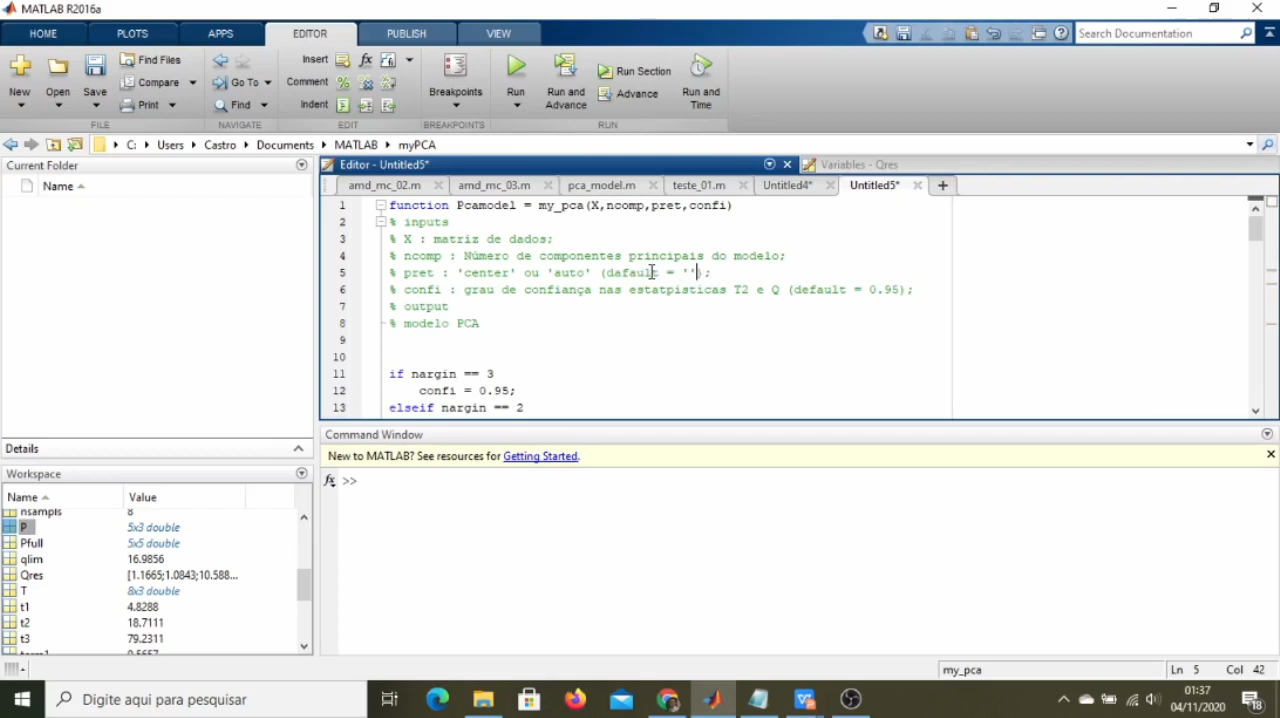 MATLAB R2016a
HOME PLOTS APPS EDITOR PUBLISH VIEW Search Documentation
New Open Save Find Files Compare Print
Go To Find
Insert Comment Indent
Breakpoints
Run Run and Advance Run Section Advance Run and Time
FILE NAVIGATE EDIT BREAKPOINTS RUN
C: Users Castro Documents MATLAB myPCA
Current Folder
Name
Editor - Untitled5* Variables - Qres
amd_mc_02.m amd_mc_03.m pca_model.m teste_01.m Untitled4* Untitled5*
1 function Pcamodel = my_pca(X,ncomp,pret,confi)
2 % inputs
3 % X : matriz de dados;
4 % ncomp : Número de componentes principais do modelo;
5 % pret : 'center' ou 'auto' (dafault = '');
6 % confi : grau de confiança nas estatpisticas T2 e Q (default = 0.95);
7 % output
8 % modelo PCA
9
10
11 if nargin == 3
12 confi = 0.95;
13 elseif nargin == 2
Details
Workspace
Name Value
nsampls 8
P 5x3 double
Pfull 5x5 double
qlim 16.9856
Qres [1.1665;1.0843;10.588...
T 8x3 double
t1 4.8288
t2 18.7111
t3 79.2311
term1 0.5657
Command Window
New to MATLAB? See resources for Getting Started.
fx >>
my_pca Ln 5 Col 42
Digite aqui para pesquisar
01:37
04/11/2020
18